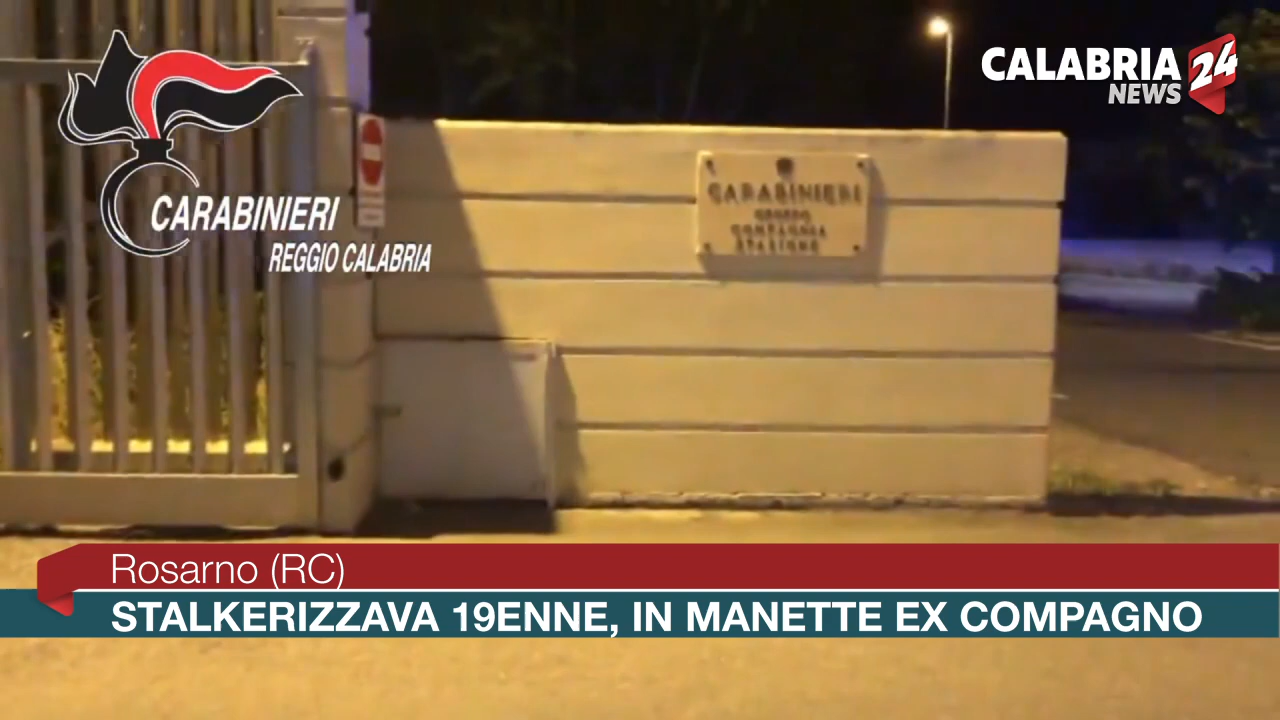 CALABRIA 24
NEWS
CARABINIERI
REGGIO CALABRIA
CARABINIERI
GRUPPO
COMPAGNIA
STAZIONE
Rosarno (RC)
STALKERIZZAVA 19ENNE, IN MANETTE EX COMPAGNO